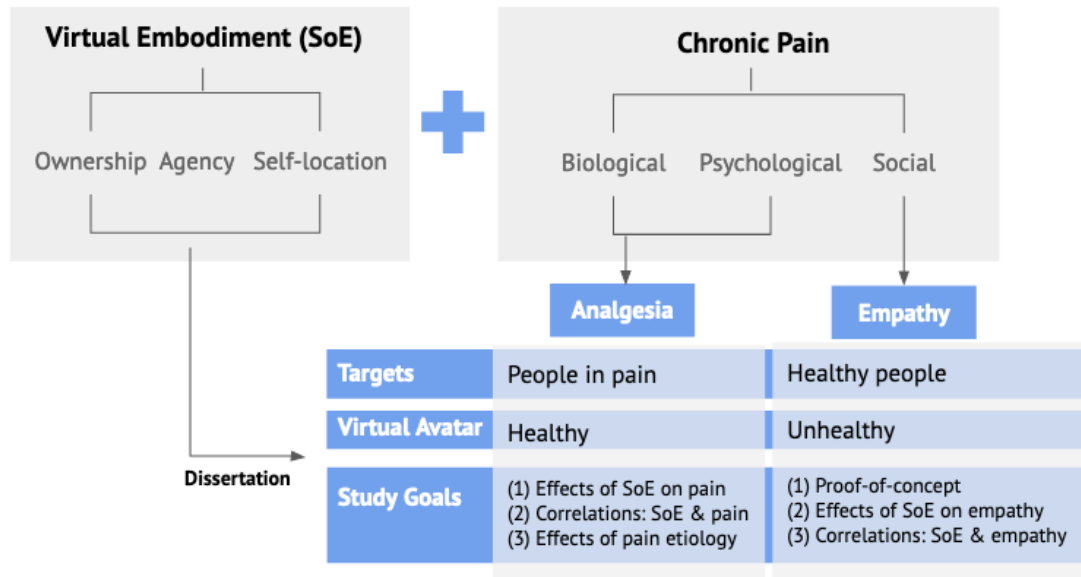 Virtual Embodiment (SoE)
Ownership Agency Self-location
Chronic Pain
Biological Psychological Social
Analgesia Empathy
Targets People in pain Healthy people
Virtual Avatar Healthy Unhealthy
Dissertation
Study Goals
(1) Effects of SoE on pain
(2) Correlations: SoE & pain
(3) Effects of pain etiology
(1) Proof-of-concept
(2) Effects of SoE on empathy
(3) Correlations: SoE & empathy